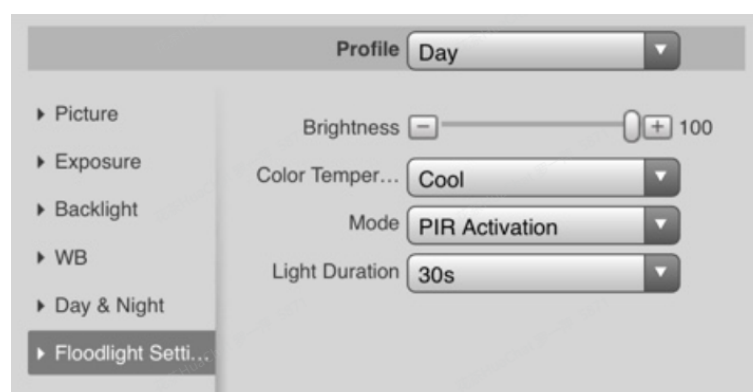 Profile Day
Picture
Brightness 100
Exposure
Color Temper... Cool
Backlight
Mode PIR Activation
WB
Light Duration 30s
Day & Night
Floodlight Setti...